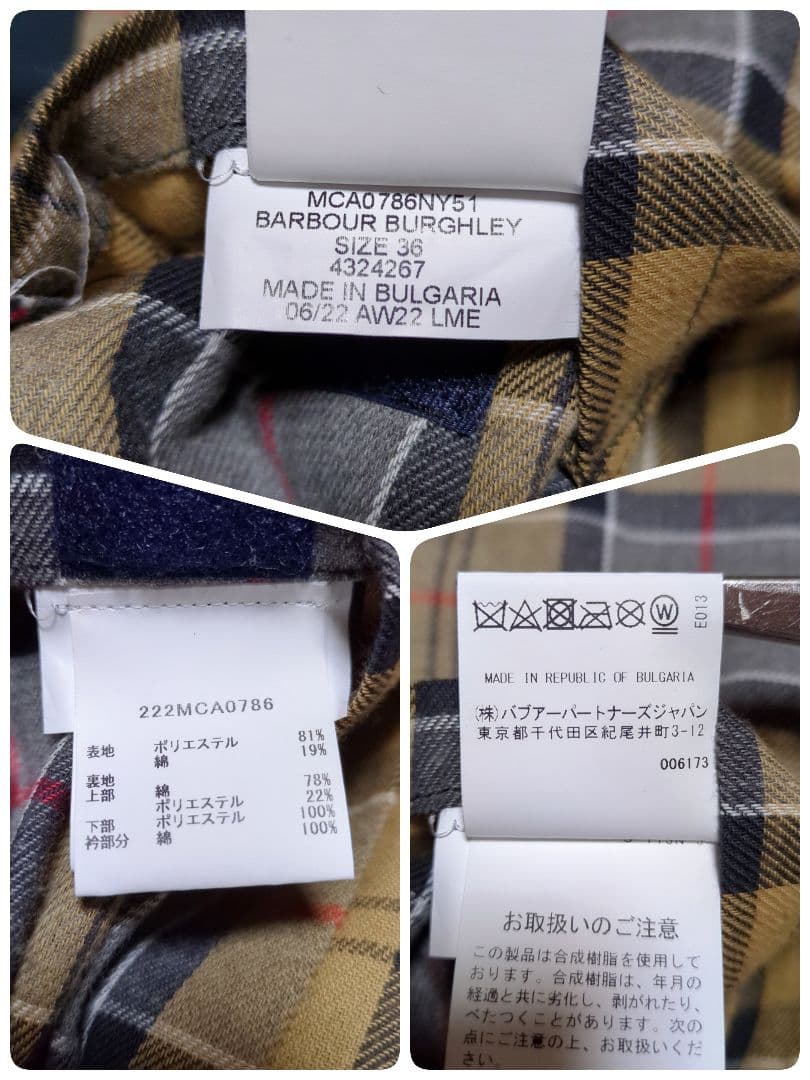 MCA0786NY51
BARBOUR BURGHLEY
SIZE 36
4324267
MADE IN BULGARIA
06/22 AW22 LME
222MCA0786
表地 ポリエステル 81%
綿 19%
裏地
上部 綿 78%
ポリエステル 22%
下部 ポリエステル 100%
衿部分 綿 100%
W
E013
MADE IN REPUBLIC OF BULGARIA
(株)バブアーパートナーズジャパン
東京都千代田区紀尾井町3-12
006173
お取扱いのご注意
この製品は合成樹脂を使用して
おります。合成樹脂は、年月の
経過と共に劣化し、剥がれたり、
べたつくことがあります。次の
点にご注意の上、お取扱いくだ
さい。